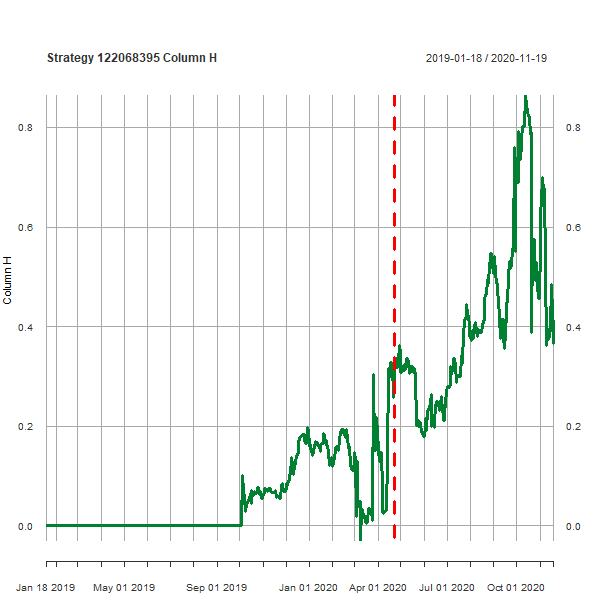 Strategy 122068395 Column H
2019-01-18 / 2020-11-19
0.8
0.8
0.6
0.6
Column H
0.4
0.4
0.2
0.2
0.0
0.0
Jan 18 2019
May 01 2019
Sep 01 2019
Jan 01 2020
Apr 01 2020
Jul 01 2020
Oct 01 2020